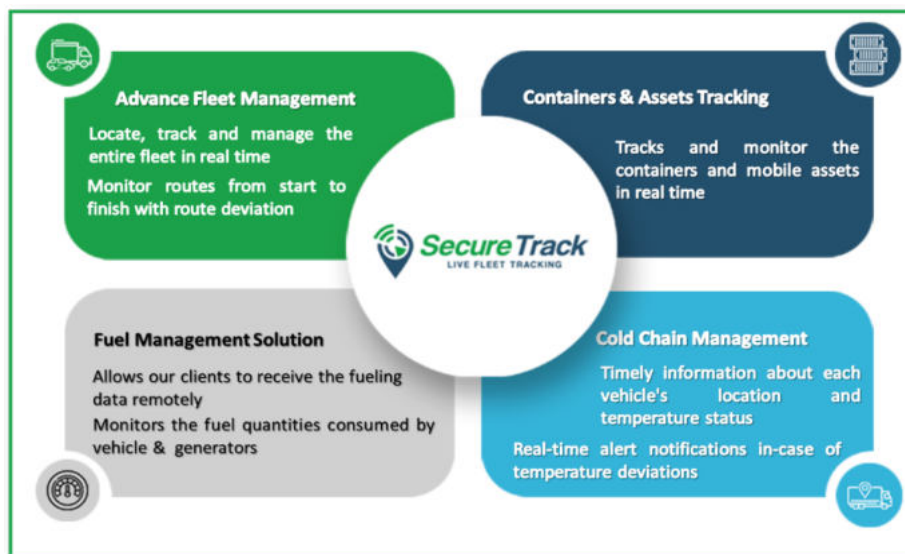 Advance Fleet Management
Locate, track and manage the
entire fleet in real time
Monitor routes from start to
finish with route deviation
Containers & Assets Tracking
Tracks and monitor the
containers and mobile assets
in real time
SecureTrack
LIVE FLEET TRACKING
Fuel Management Solution
Allows our clients to receive the fueling
data remotely
Monitors the fuel quantities consumed by
vehicle & generators
Cold Chain Management
Timely information about each
vehicle's location and
temperature status
Real-time alert notifications in-case of
temperature deviations